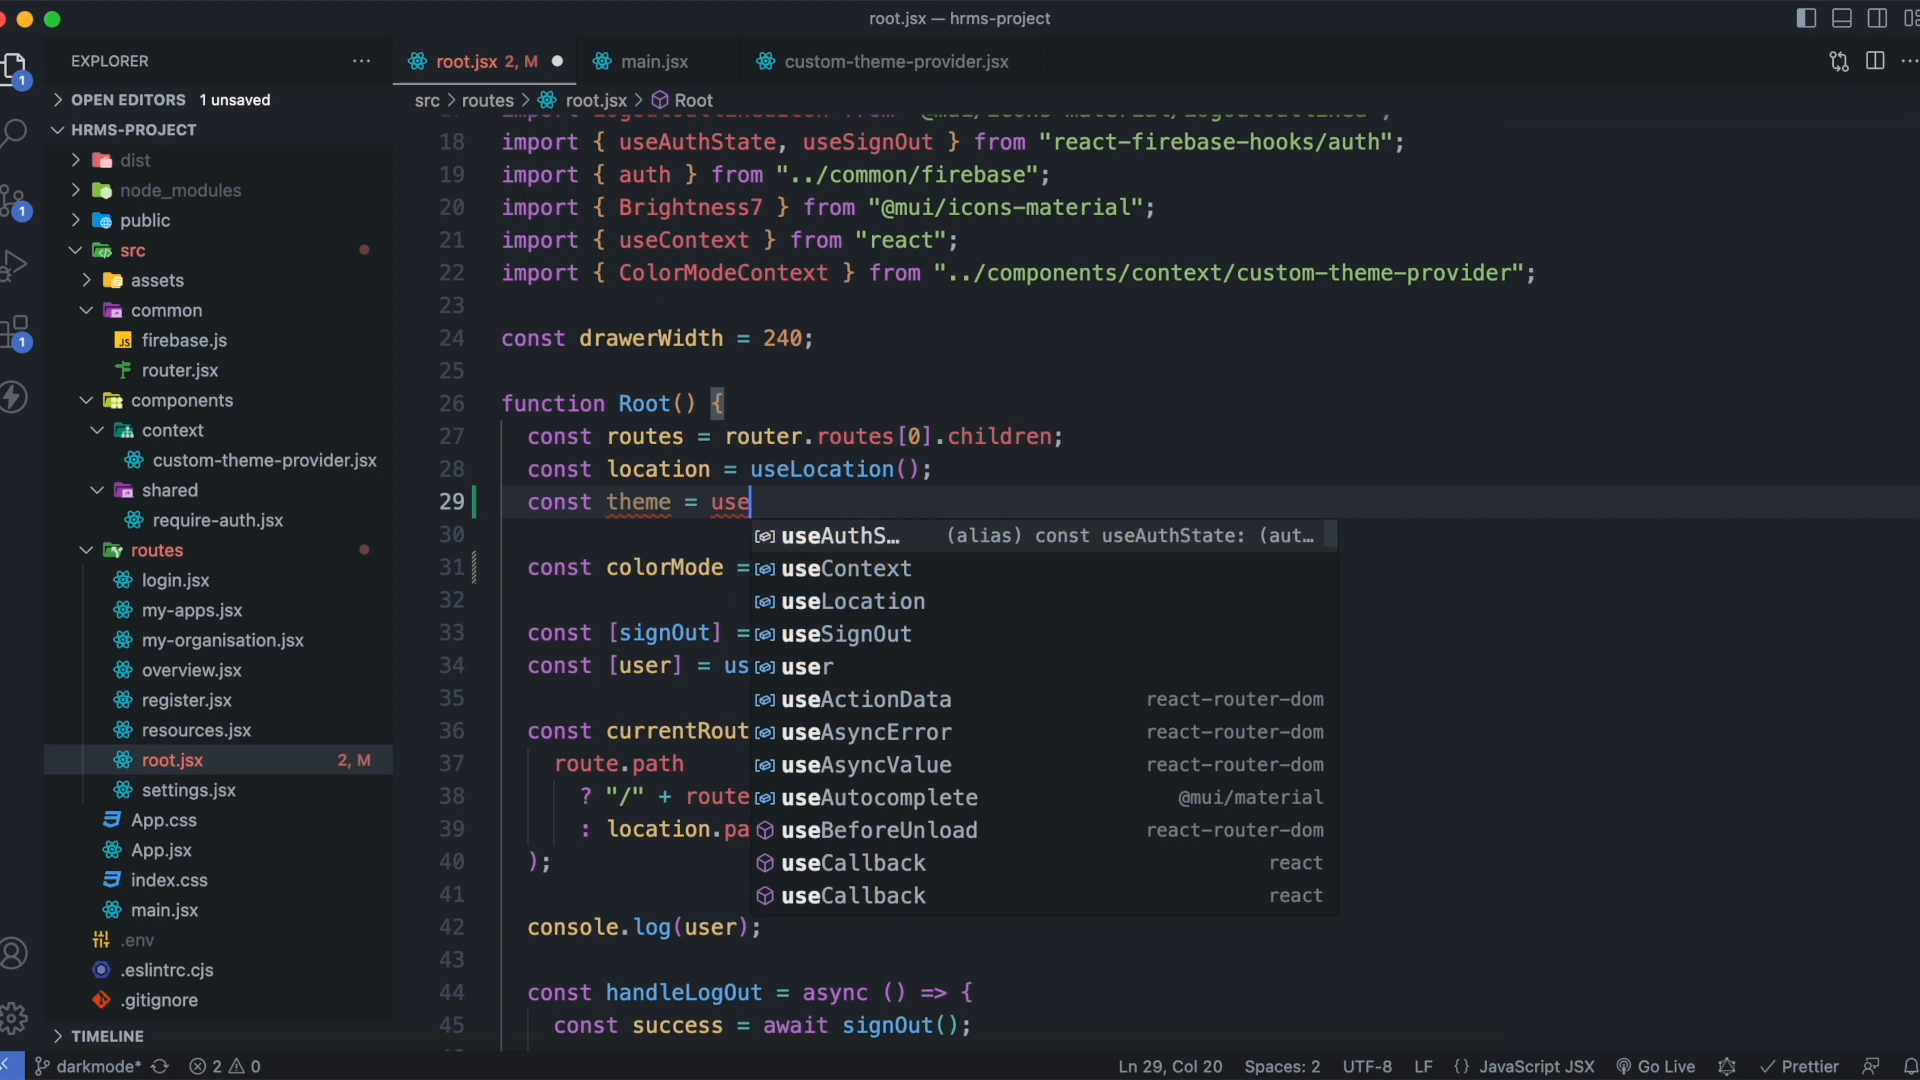 root.jsx — hrms-project
EXPLORER
root.jsx 2, M
main.jsx
custom-theme-provider.jsx
1
OPEN EDITORS 1 unsaved
src > routes > root.jsx > Root
HRMS-PROJECT
dist
node_modules
public
src
assets
common
firebase.js
router.jsx
components
context
custom-theme-provider.jsx
shared
require-auth.jsx
routes
login.jsx
my-apps.jsx
my-organisation.jsx
overview.jsx
register.jsx
resources.jsx
root.jsx 2, M
settings.jsx
App.css
App.jsx
index.css
main.jsx
.env
.eslintrc.cjs
.gitignore
TIMELINE
1
1
18 import { useAuthState, useSignOut } from "react-firebase-hooks/auth";
19 import { auth } from "../common/firebase";
20 import { Brightness7 } from "@mui/icons-material";
21 import { useContext } from "react";
22 import { ColorModeContext } from "../components/context/custom-theme-provider";
23
24 const drawerWidth = 240;
25
26 function Root() {
27 const routes = router.routes[0].children;
28 const location = useLocation();
29 const theme = use
30
31 const colorMode =
32
33 const [signOut] =
34 const [user] = us
35
36 const currentRout
37 route.path
38 ? "/" + route
39 : location.pa
40 );
41
42 console.log(user);
43
44 const handleLogOut = async () => {
45 const success = await signOut();
useAuthS… (alias) const useAuthState: (aut…
useContext
useLocation
useSignOut
user
useActionData react-router-dom
useAsyncError react-router-dom
useAsyncValue react-router-dom
useAutocomplete @mui/material
useBeforeUnload react-router-dom
useCallback react
useCallback react
darkmode* 2 0
Ln 29, Col 20 Spaces: 2 UTF-8 LF {} JavaScript JSX Go Live Prettier